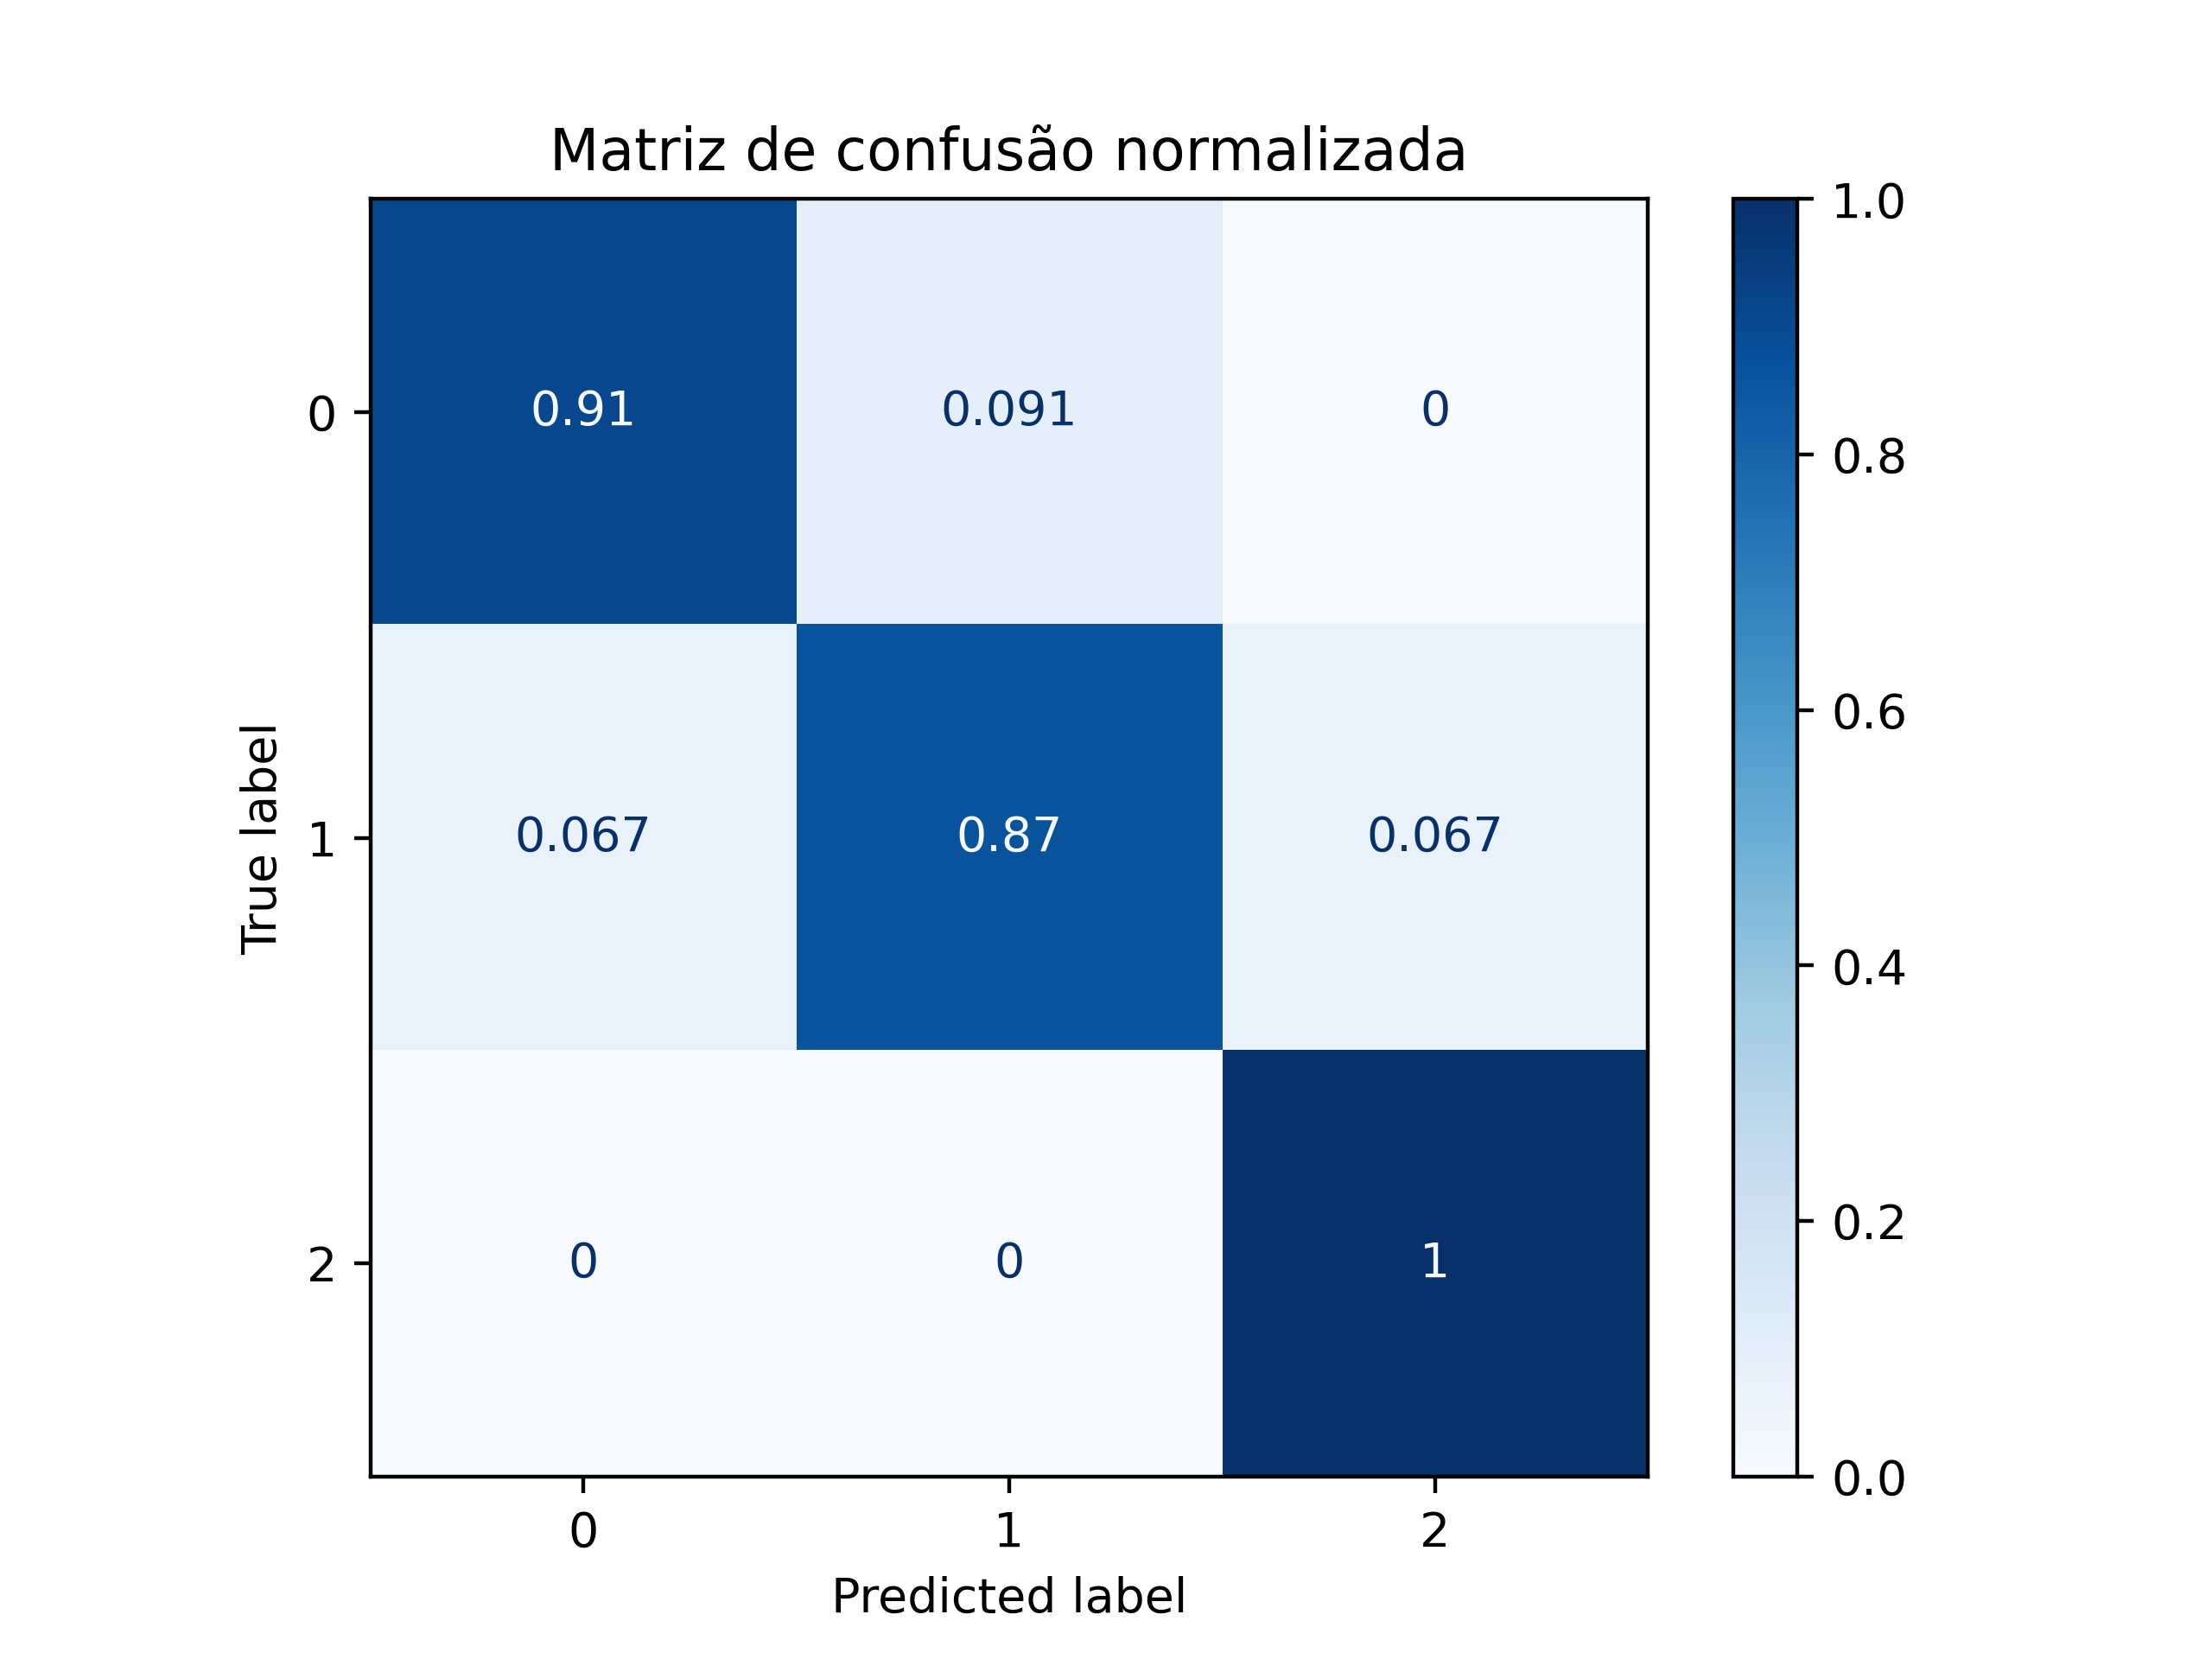 Matriz de confusão normalizada
0 0.91 0.091 0
1 0.067 0.87 0.067
2 0 0 1
0 1 2
True label
Predicted label
1.0
0.8
0.6
0.4
0.2
0.0